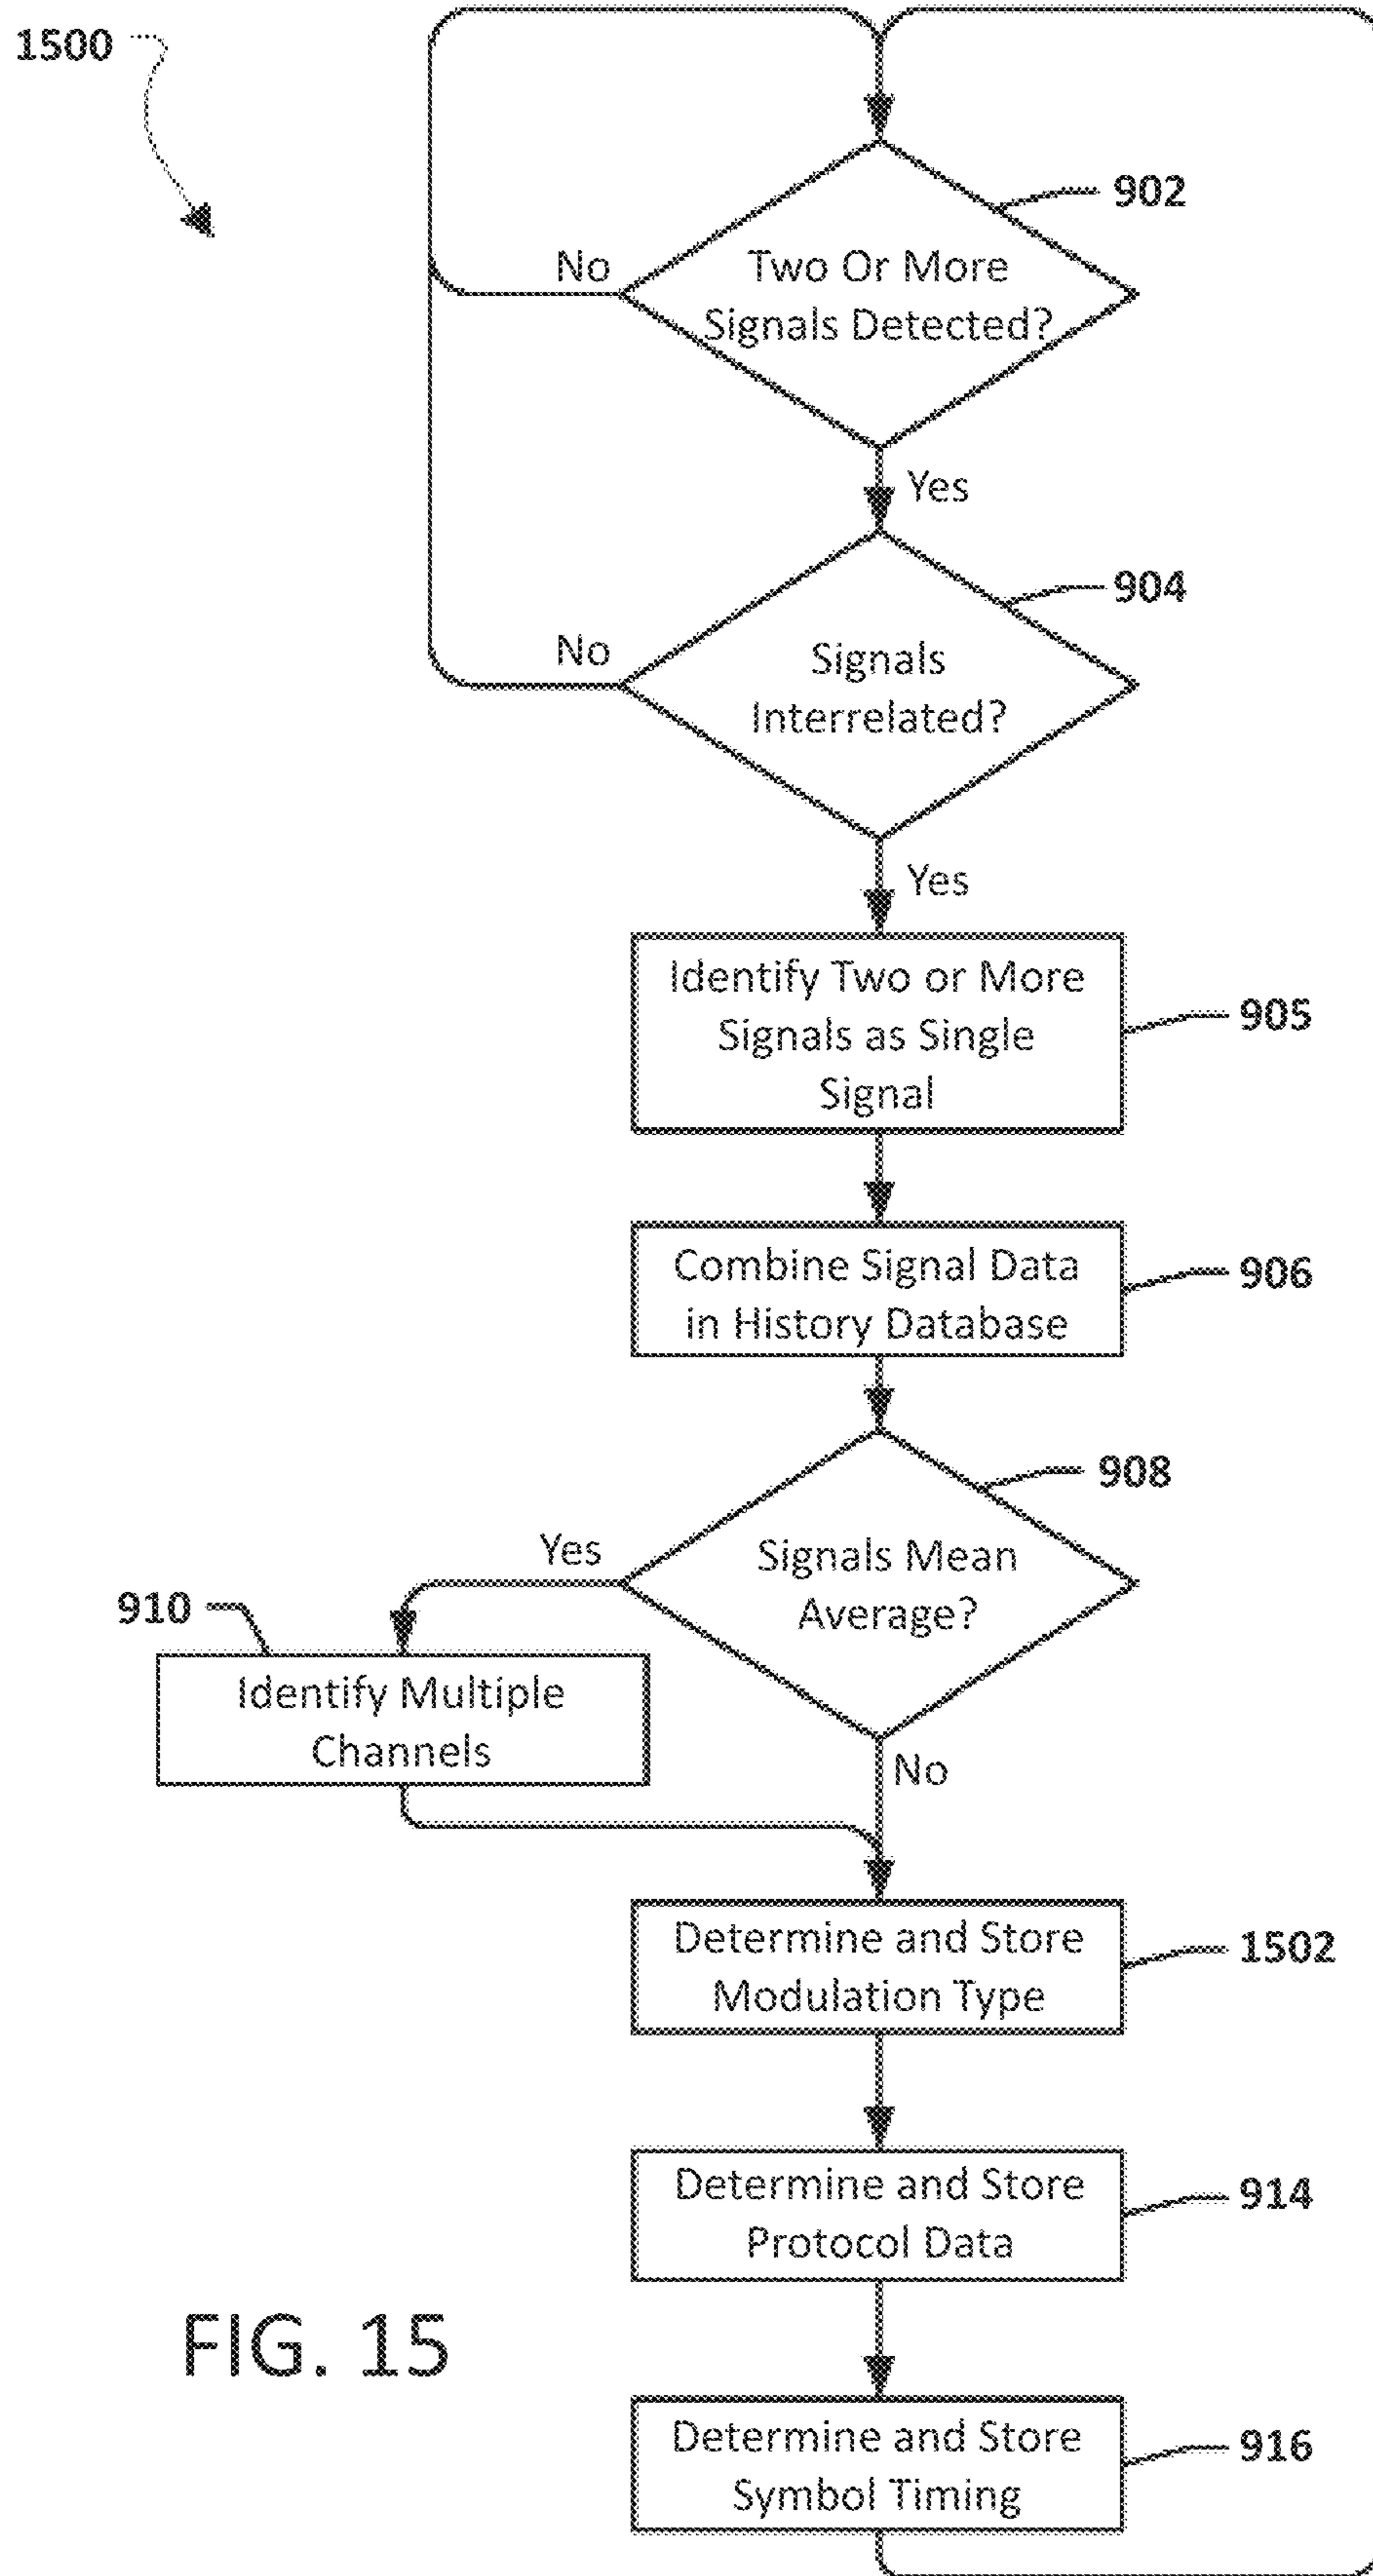 1500
902
No
Two Or More
Signals Detected?
Yes
904
No
Signals
Interrelated?
Yes
Identify Two or More
Signals as Single
Signal
905
Combine Signal Data
in History Database
906
908
Yes
Signals Mean
Average?
910
Identify Multiple
Channels
No
Determine and Store
Modulation Type
1502
Determine and Store
Protocol Data
914
FIG. 15
Determine and Store
Symbol Timing
916